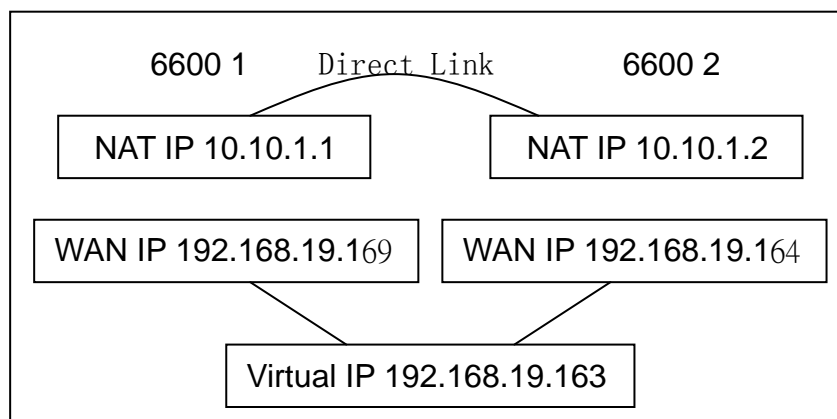 6600 1 Direct Link 6600 2
NAT IP 10.10.1.1 NAT IP 10.10.1.2
WAN IP 192.168.19.169 WAN IP 192.168.19.164
Virtual IP 192.168.19.163